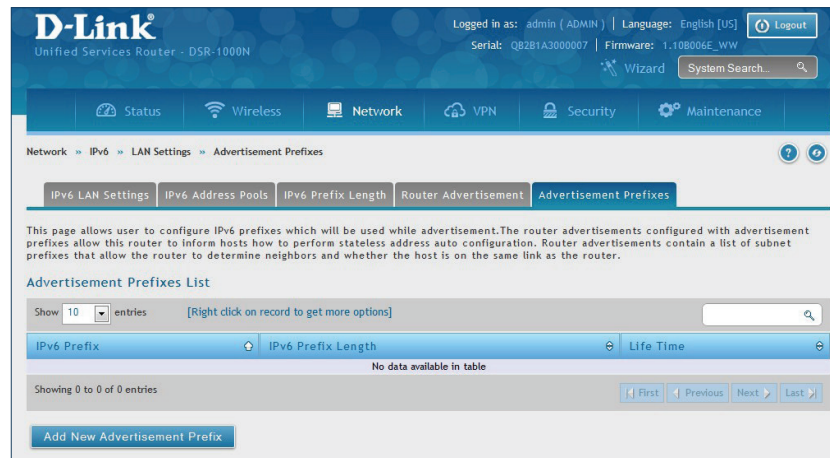 D-Link
Unified Services Router - DSR-1000N
Logged in as: admin ( ADMIN ) | Language: English [US]
Logout
Serial: QB2B1A3000007 | Firmware: 1.10B006E_WW
Wizard
System Search...
Status
Wireless
Network
VPN
Security
Maintenance
Network » IPv6 » LAN Settings » Advertisement Prefixes
?
IPv6 LAN Settings
IPv6 Address Pools
IPv6 Prefix Length
Router Advertisement
Advertisement Prefixes
This page allows user to configure IPv6 prefixes which will be used while advertisement.The router advertisements configured with advertisement
prefixes allow this router to inform hosts how to perform stateless address auto configuration. Router advertisements contain a list of subnet
prefixes that allow the router to determine neighbors and whether the host is on the same link as the router.
Advertisement Prefixes List
Show 10 entries
[Right click on record to get more options]
IPv6 Prefix
IPv6 Prefix Length
Life Time
No data available in table
Showing 0 to 0 of 0 entries
First
Previous
Next
Last
Add New Advertisement Prefix